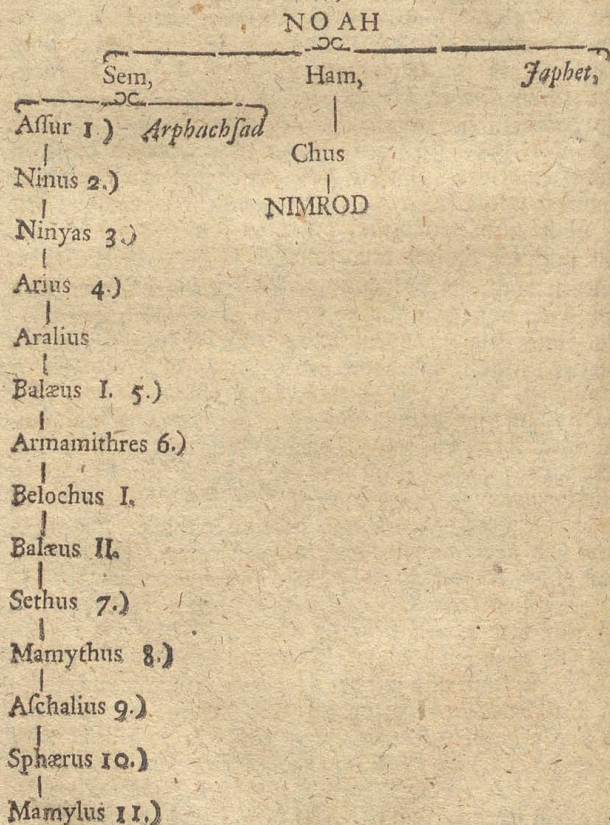 NOAH
Sem, Ham, Japhet,
Aſſur 1) Arphachſad
Chus
Ninus 2.)
NIMROD
Ninyas 3.)
Arius 4.)
Aralius
Balæus I. 5.)
Armamithres 6.)
Belochus I.
Balæus II.
Sethus 7.)
Mamythus 8.)
Aſchalius 9.)
Sphærus 10.)
Mamylus 11.)